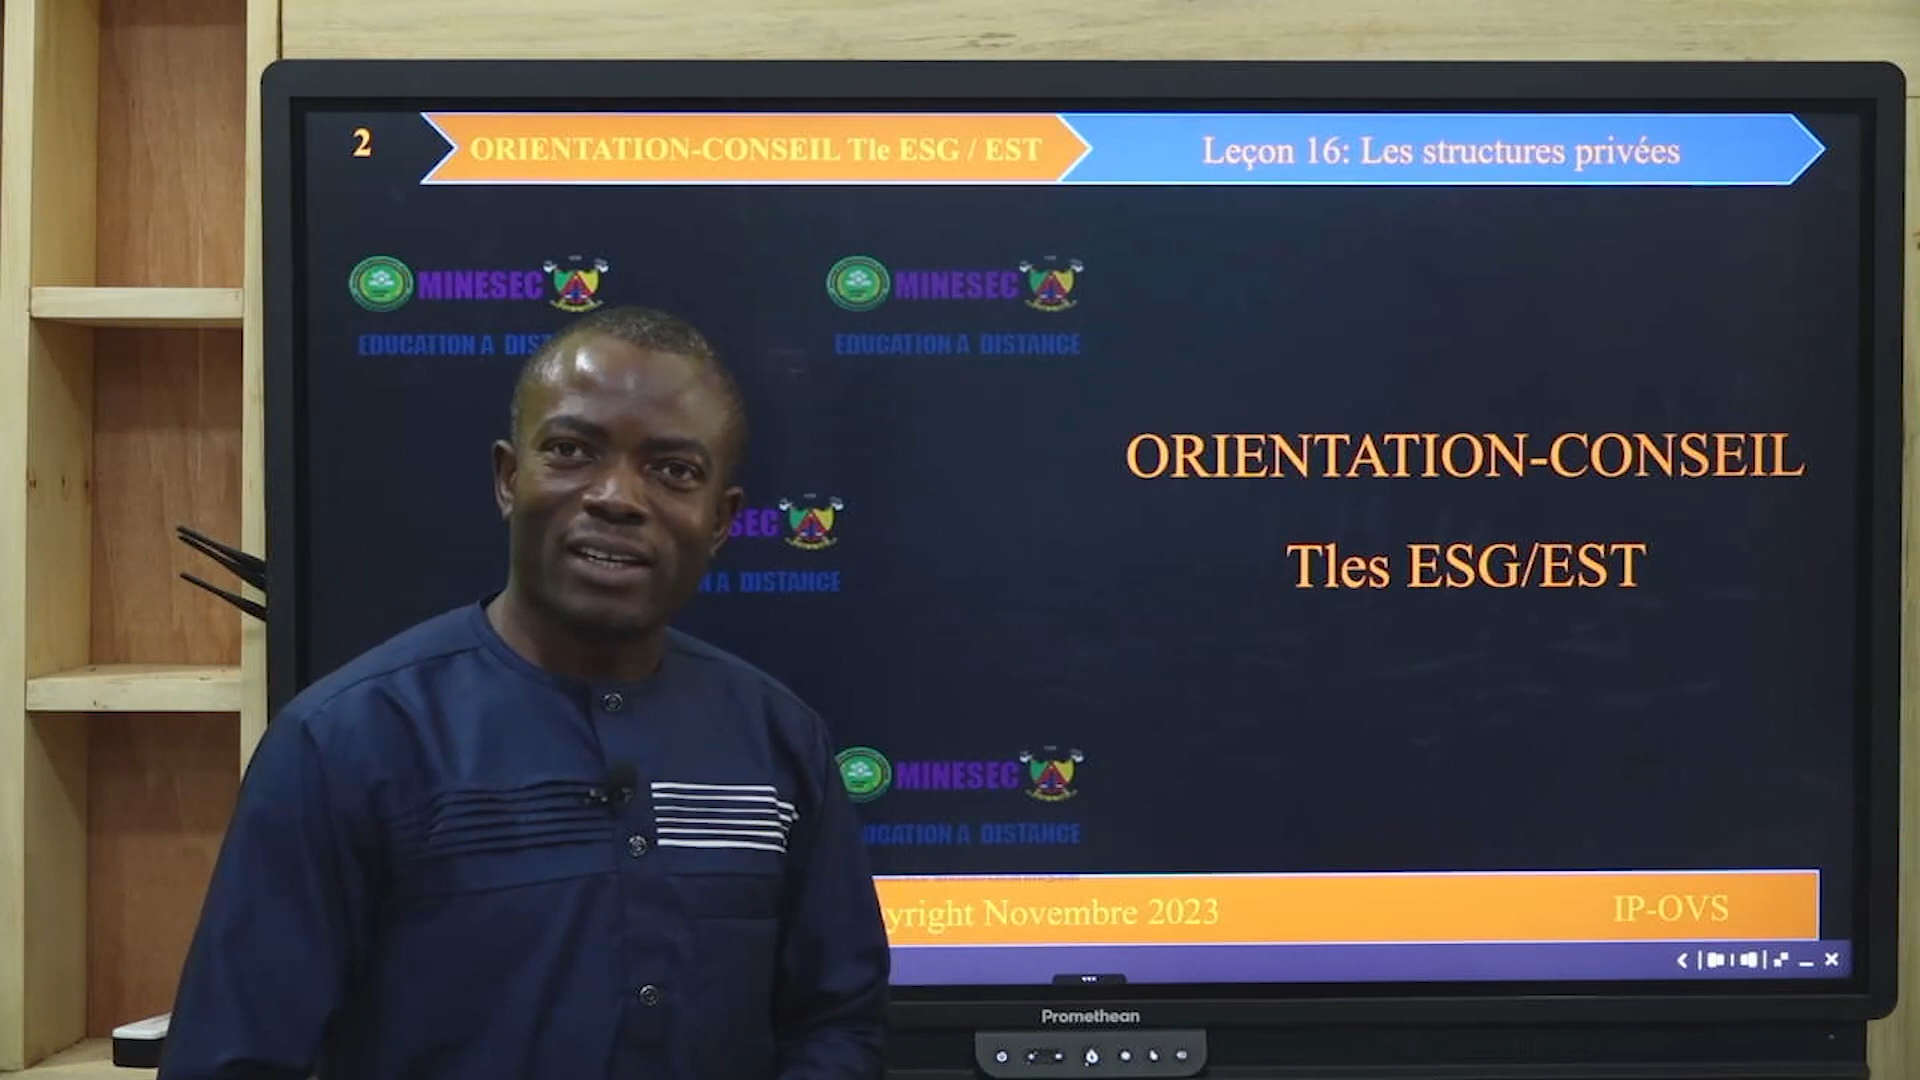 2
ORIENTATION-CONSEIL Tle ESG / EST
Leçon 16: Les structures privées
MINESEC
EDUCATION A
MINESEC
EDUCATION A DISTANCE
ORIENTATION-CONSEIL
Tles ESG/EST
DISTANCE
MINESEC
DISTANCE
Novembre 2023
IP-OVS
Promethean